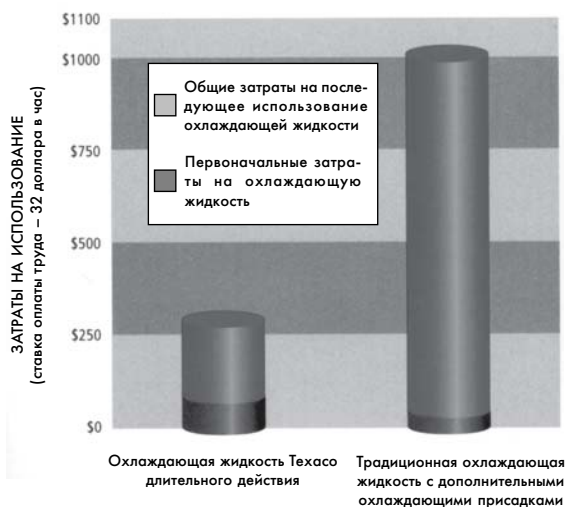 $1100
$1000
$750
$500
$250
$0
ЗАТРАТЫ НА ИСПОЛЬЗОВАНИЕ
(ставка оплаты труда – 32 доллара в час)
Общие затраты на после-
дующее использование
охлаждающей жидкости
Первоначальные затра-
ты на охлаждающую
жидкость
Охлаждающая жидкость Texaco
длительного действия
Традиционная охлаждающая
жидкость с дополнительными
охлаждающими присадками